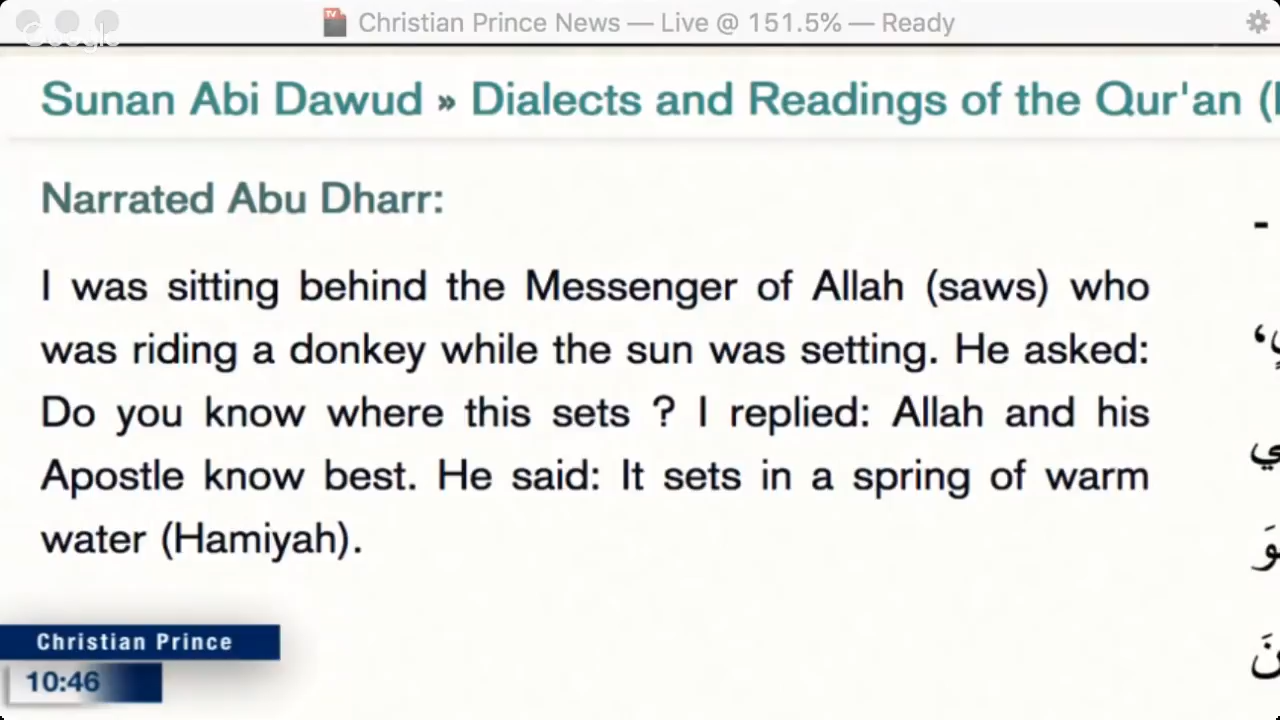 Christian Prince News — Live @ 151.5% — Ready
Google
Sunan Abi Dawud » Dialects and Readings of the Qur'an (
Narrated Abu Dharr:
I was sitting behind the Messenger of Allah (saws) who
was riding a donkey while the sun was setting. He asked:
Do you know where this sets ? I replied: Allah and his
Apostle know best. He said: It sets in a spring of warm
water (Hamiyah).
Christian Prince
10:46